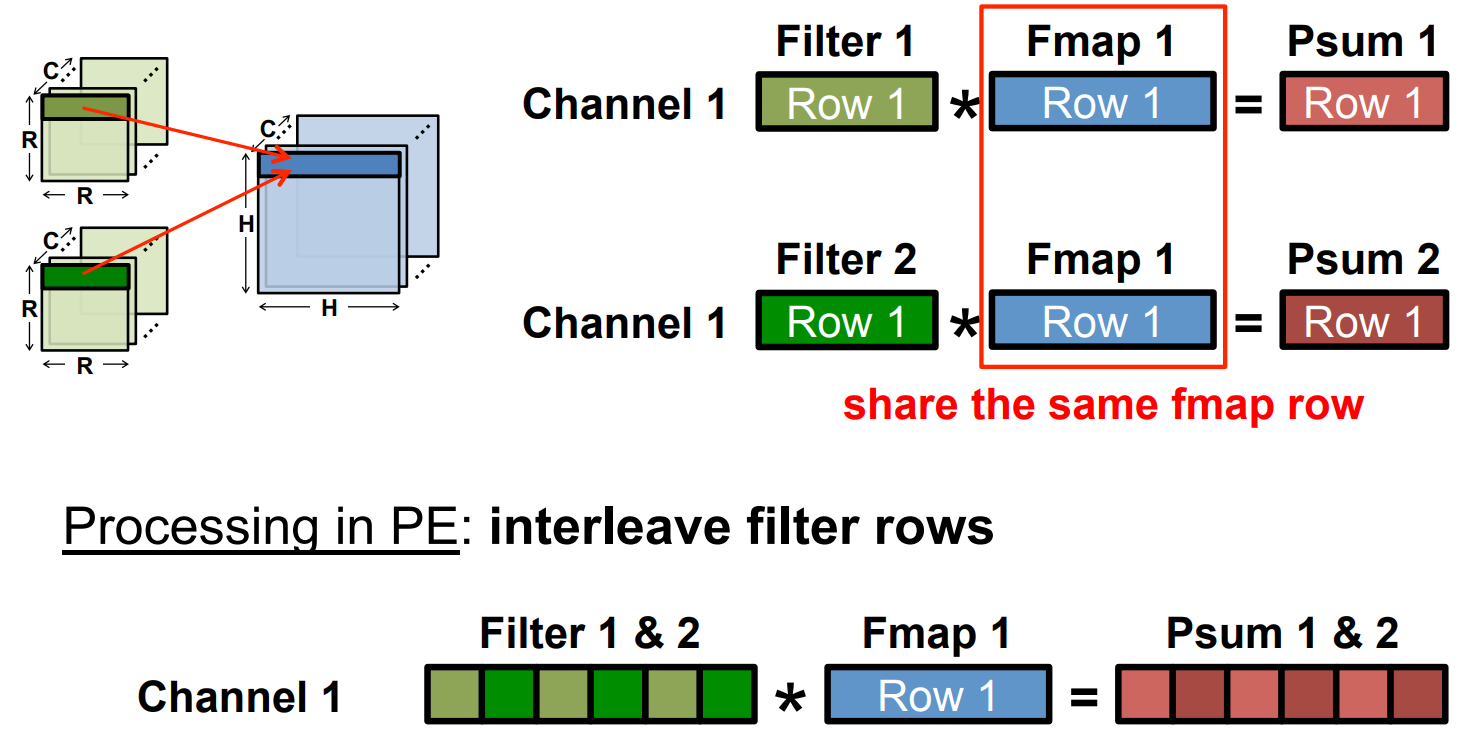 Filter 1 Fmap 1 Psum 1
Channel 1 Row 1 * Row 1 = Row 1
C
R
R
C
H
H
C
R
R
Filter 2 Fmap 1 Psum 2
Channel 1 Row 1 * Row 1 = Row 1
share the same fmap row
Processing in PE: interleave filter rows
Filter 1 & 2 Fmap 1 Psum 1 & 2
Channel 1 * Row 1 =